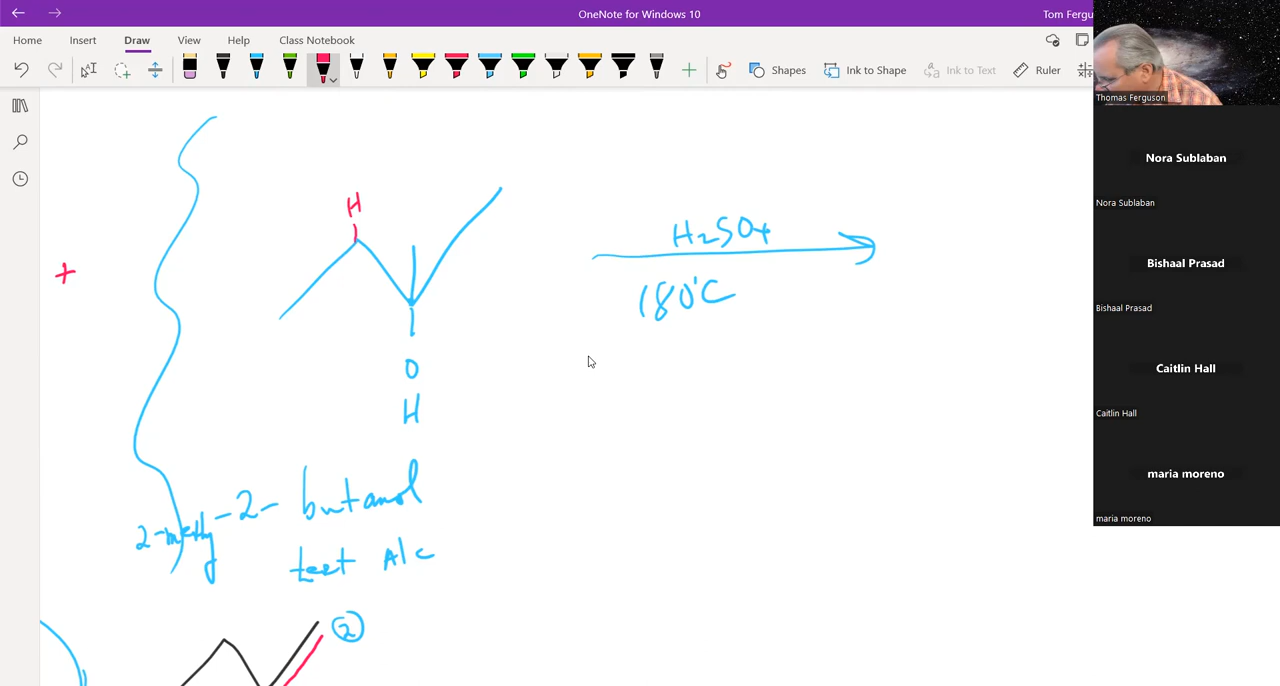 OneNote for Windows 10
Tom Fergu
Home Insert Draw View Help Class Notebook
Shapes Ink to Shape Ink to Text Ruler
Thomas Ferguson
Nora Sublaban
Nora Sublaban
Bishaal Prasad
Bishaal Prasad
Caitlin Hall
Caitlin Hall
maria moreno
maria moreno
H
+
H2SO4
180°C
O
H
2-methy-2-butanol
tert Alc
2